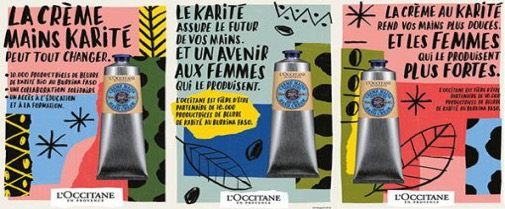 LA CRÈME
MAINS KARITÉ
PEUT TOUT CHANGER.
10.000 PRODUCTRICES DE BEURRE
DE KARITÉ BIO AU BURKINA FASO
UNE COLLABORATION SOLIDAIRE
UN ACCÈS À L'ÉDUCATION
ET À LA FORMATION.
L'OCCITANE
L'OCCITANE
EN PROVENCE
LE KARITÉ
ASSURE LE FUTUR
DE VOS MAINS.
ET UN AVENIR
AUX FEMMES
QUI LE PRODUISENT.
L'OCCITANE EST FIÈRE D'ÊTRE
PARTENAIRE DE 10.000
PRODUCTRICES DE BEURRE
DE KARITÉ AU BURKINA FASO.
L'OCCITANE
L'OCCITANE
EN PROVENCE
LA CRÈME AU KARITÉ
REND VOS MAINS PLUS DOUCES.
ET LES FEMMES
QUI LE PRODUISENT
PLUS FORTES.
L'OCCITANE EST FIÈRE D'ÊTRE
PARTENAIRE DE 10.000
PRODUCTRICES DE BEURRE
DE KARITÉ AU BURKINA FASO.
L'OCCITANE
L'OCCITANE
EN PROVENCE